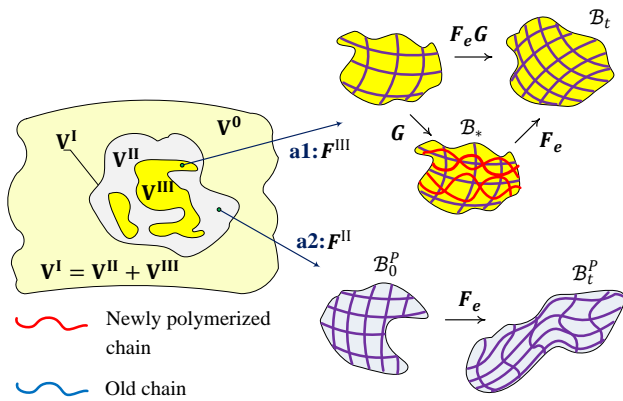 F_eG
B_t
G
B_*
F_e
V^0
V^I
V^II
V^III
a1:F^III
a2:F^II
V^I = V^II + V^III
B_0^P
F_e
B_t^P
Newly polymerized
chain
Old chain